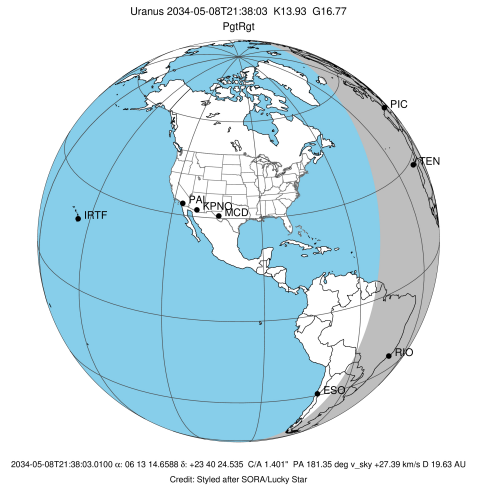 Uranus 2034-05-08T21:38:03 K13.93 G16.77
PgtRgt
PIC
TEN
PAL
KPNO
MCD
IRTF
RIO
ESO
2034-05-08T21:38:03.0100 α: 06 13 14.6588 δ: +23 40 24.535 C/A 1.401" PA 181.35 deg v_sky +27.39 km/s D 19.63 AU
Credit: Styled after SORA/Lucky Star